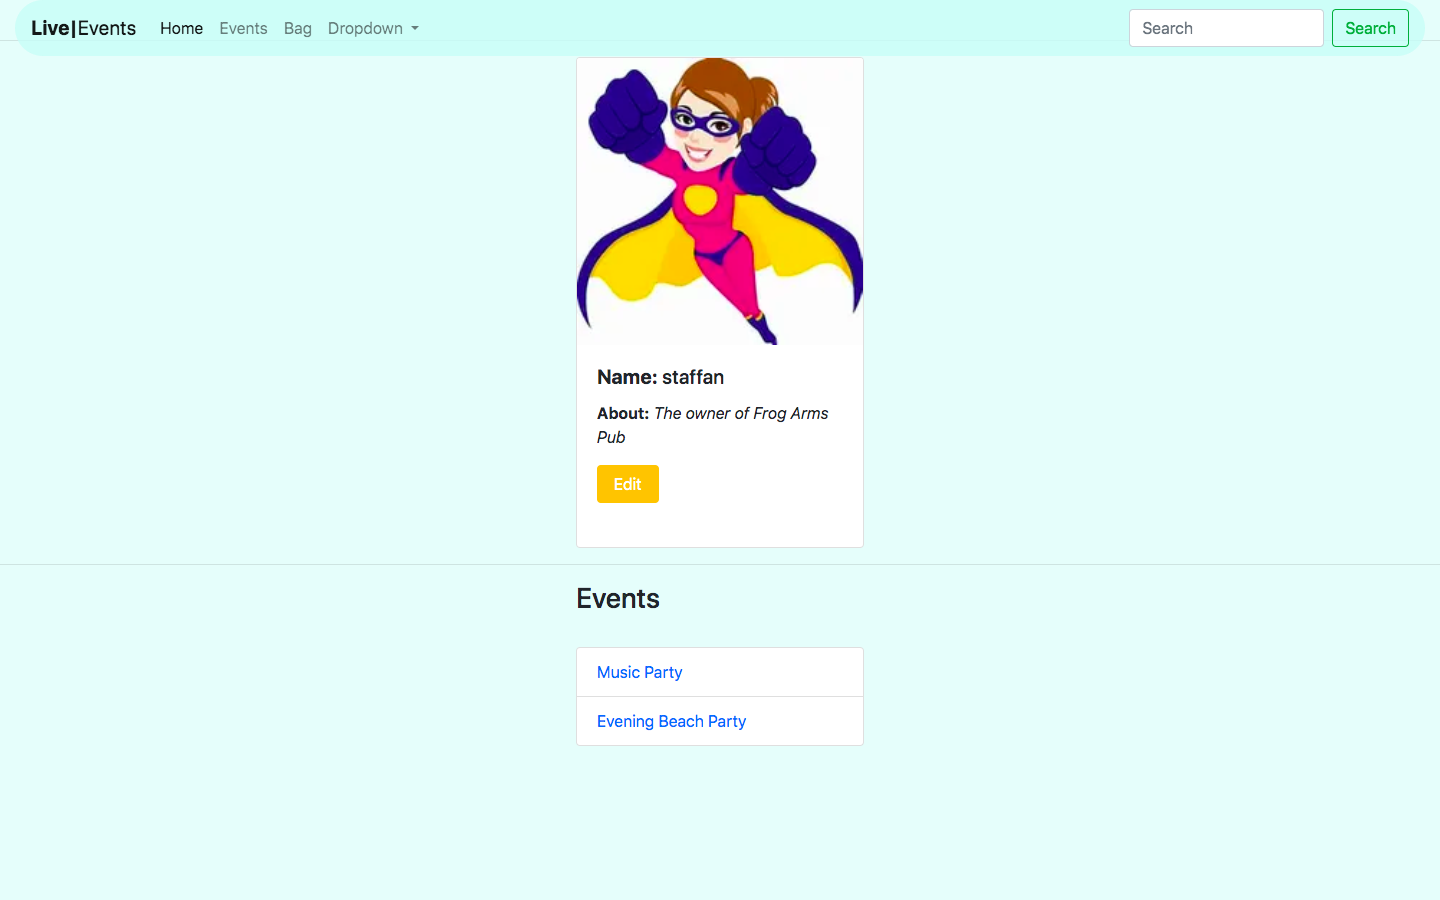 Live|Events Home Events Bag Dropdown Search Search
Name: staffan
About: The owner of Frog Arms
Pub
Edit
Events
Music Party
Evening Beach Party